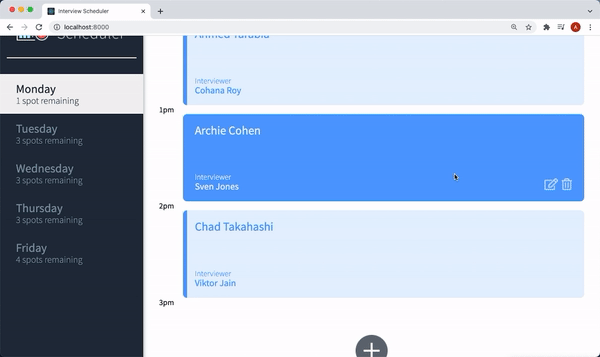 Interview Scheduler
localhost:8000
A
Scheduler
Monday
1 spot remaining
Tuesday
3 spots remaining
Wednesday
3 spots remaining
Thursday
3 spots remaining
Friday
4 spots remaining
Interviewer
Cohana Roy
1pm
Archie Cohen
Interviewer
Sven Jones
2pm
Chad Takahashi
Interviewer
Viktor Jain
3pm